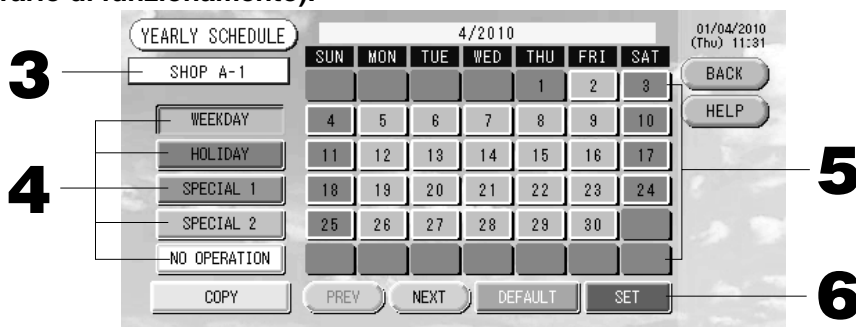 rario di funzionamento).
YEARLY SCHEDULE
4/2010
01/04/2010
(Thu) 11:31
3
SHOP A-1
SUN MON TUE WED THU FRI SAT
BACK
1 2 3
HELP
WEEKDAY
4 5 6 7 8 9 10
HOLIDAY
11 12 13 14 15 16 17
5
4
SPECIAL 1
18 19 20 21 22 23 24
SPECIAL 2
25 26 27 28 29 30
NO OPERATION
COPY
PREV NEXT DEFAULT SET
6